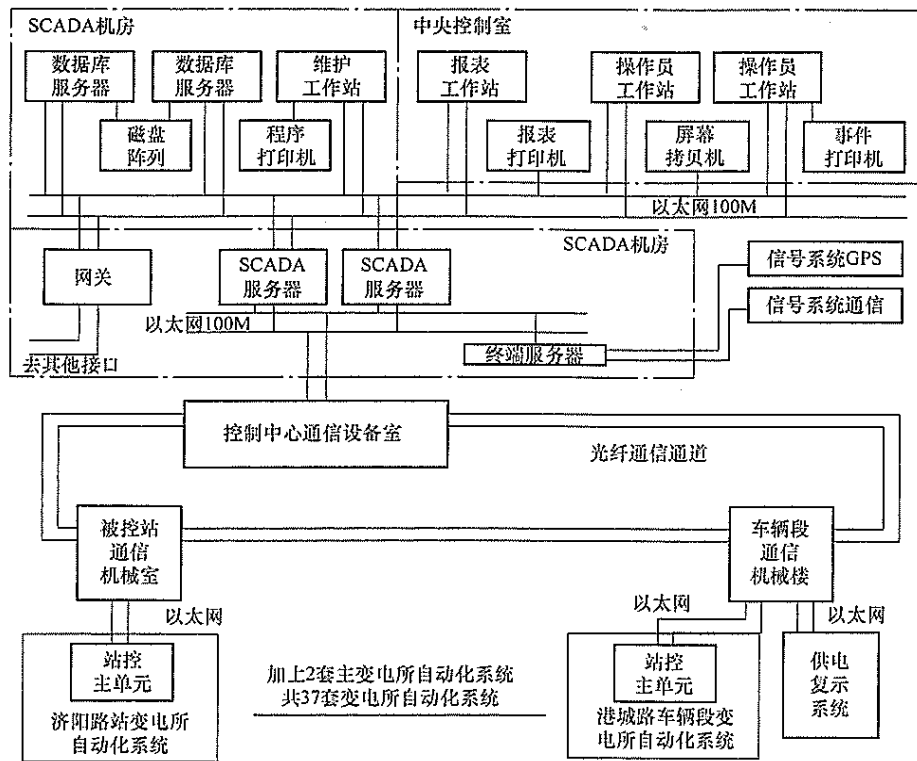 SCADA机房
中央控制室
数据库
服务器
数据库
服务器
维护
工作站
报表
工作站
操作员
工作站
操作员
工作站
磁盘
阵列
程序
打印机
报表
打印机
屏幕
拷贝机
事件
打印机
以太网100M
SCADA机房
网关
SCADA
服务器
SCADA
服务器
信号系统GPS
信号系统通信
以太网100M
终端服务器
去其他接口
控制中心通信设备室
光纤通信通道
被控站
通信
机械室
车辆段
通信
机械楼
以太网
以太网
以太网
站控
主单元
济阳路站变电所
自动化系统
加上2套主变电所自动化系统
共37套变电所自动化系统
站控
主单元
港城路车辆段变
电所自动化系统
供电
复示
系统